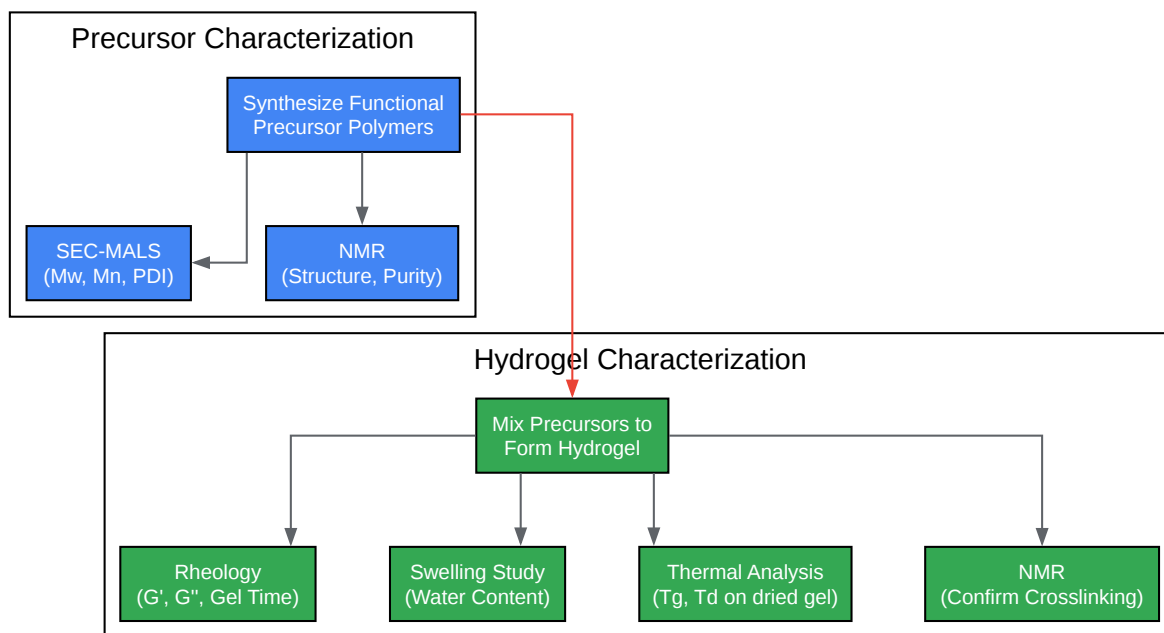 Precursor Characterization
Synthesize Functional
Precursor Polymers
SEC-MALS
(Mw, Mn, PDI)
NMR
(Structure, Purity)
Hydrogel Characterization
Mix Precursors to
Form Hydrogel
Rheology
(G', G'', Gel Time)
Swelling Study
(Water Content)
Thermal Analysis
(Tg, Td on dried gel)
NMR
(Confirm Crosslinking)